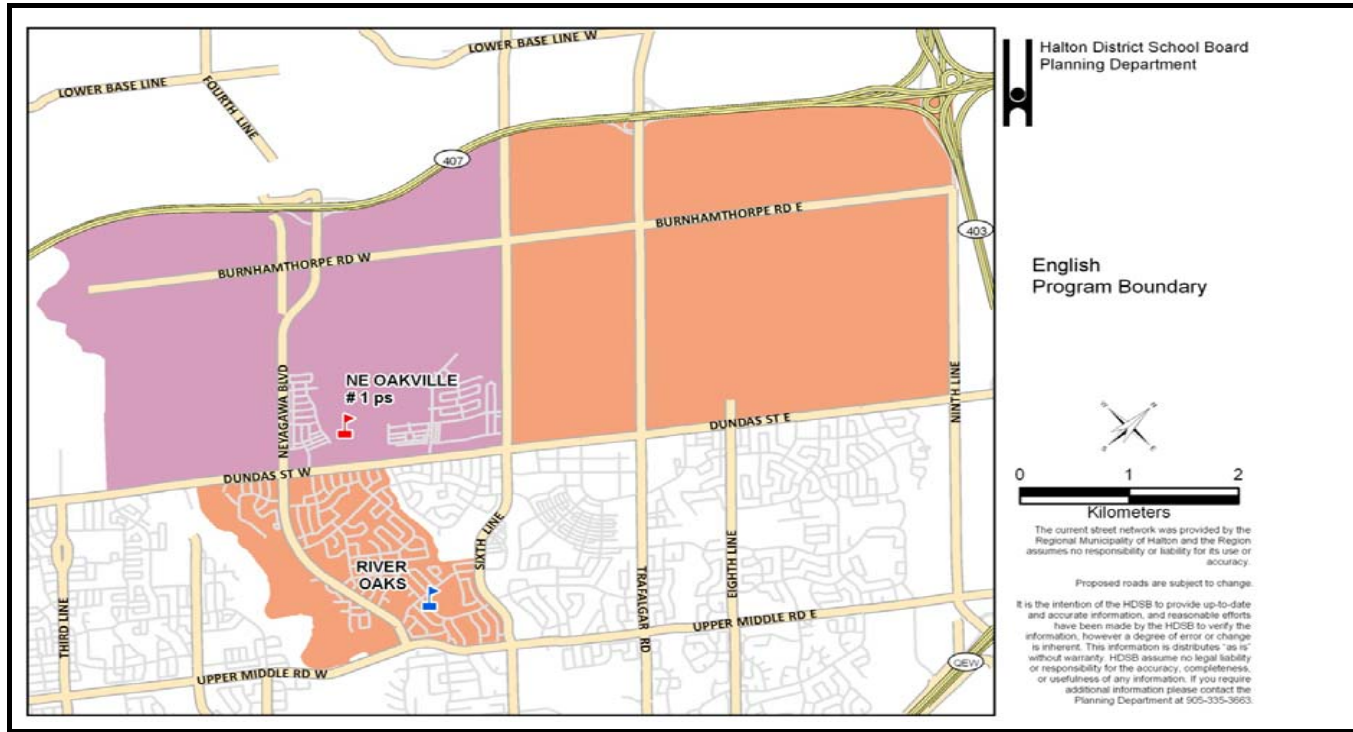 LOWER BASE LINE W
LOWER BASE LINE
FOURTH LINE
407
BURNHAMTHORPE RD E
BURNHAMTHORPE RD W
403
NEYAGAWA BLVD
NE OAKVILLE
# 1 ps
NINTH LINE
DUNDAS ST E
DUNDAS ST W
SIXTH LINE
RIVER
OAKS
EIGHTH LINE
TRAFALGAR RD
THIRD LINE
UPPER MIDDLE RD E
UPPER MIDDLE RD W
QEW
Halton District School Board
Planning Department
English
Program Boundary
0 1 2
Kilometers
The current street network was provided by the
Regional Municipality of Halton and the Region
assumes no responsibility or liability for its use or
accuracy.
Proposed roads are subject to change.
It is the intention of the HDSB to provide up-to-date
and accurate information, and reasonable efforts
have been made by the HDSB to verify the
information, however a degree of error or change
is inherent. This information is distributes "as is"
without warranty. HDSB assume no legal liability
or responsibility for the accuracy, completeness,
or usefulness of any information. If you require
additional information please contact the
Planning Department at 905-335-3663.